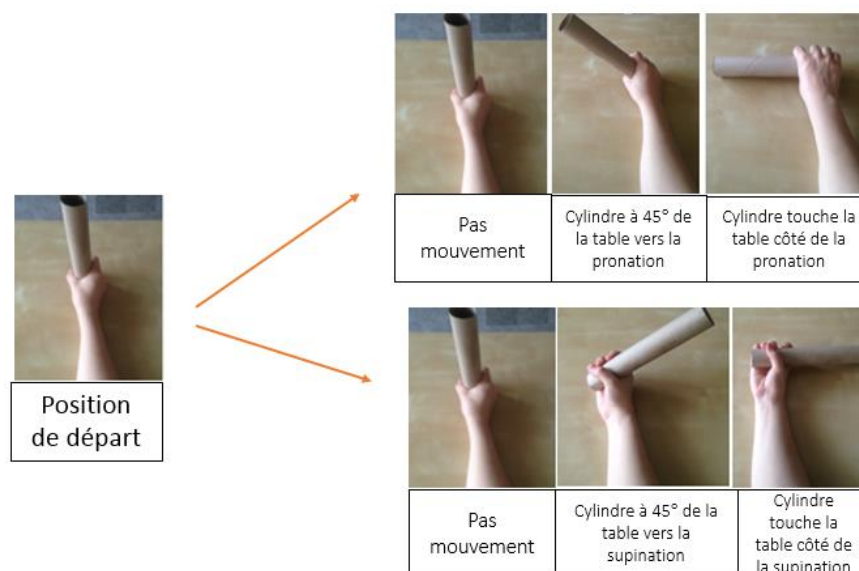 Pas
mouvement
Cylindre à 45° de
la table vers la
pronation
Cylindre touche la
table côté de la
pronation
Position
de départ
Pas
mouvement
Cylindre à 45° de la
table vers la
supination
Cylindre
touche la
table côté de
la supination